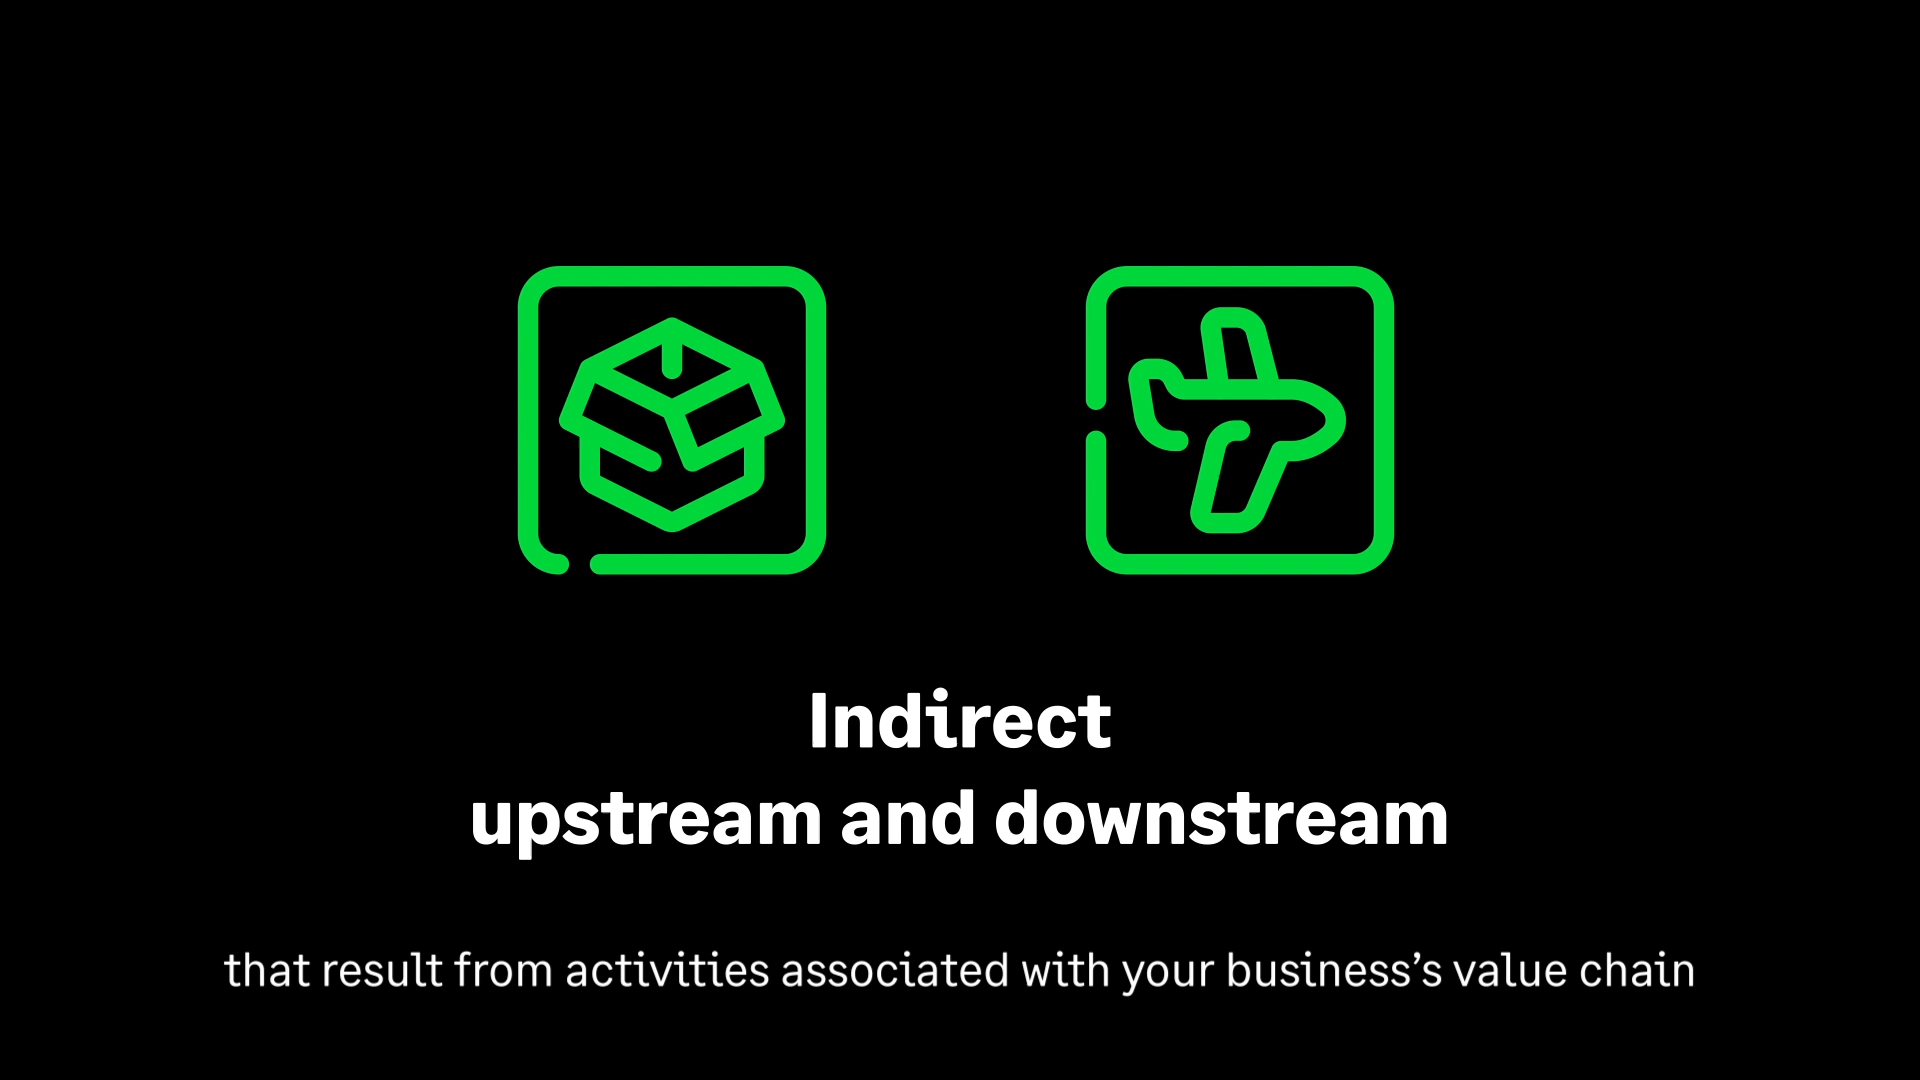 Indirect
upstream and downstream
that result from activities associated with your business’s value chain